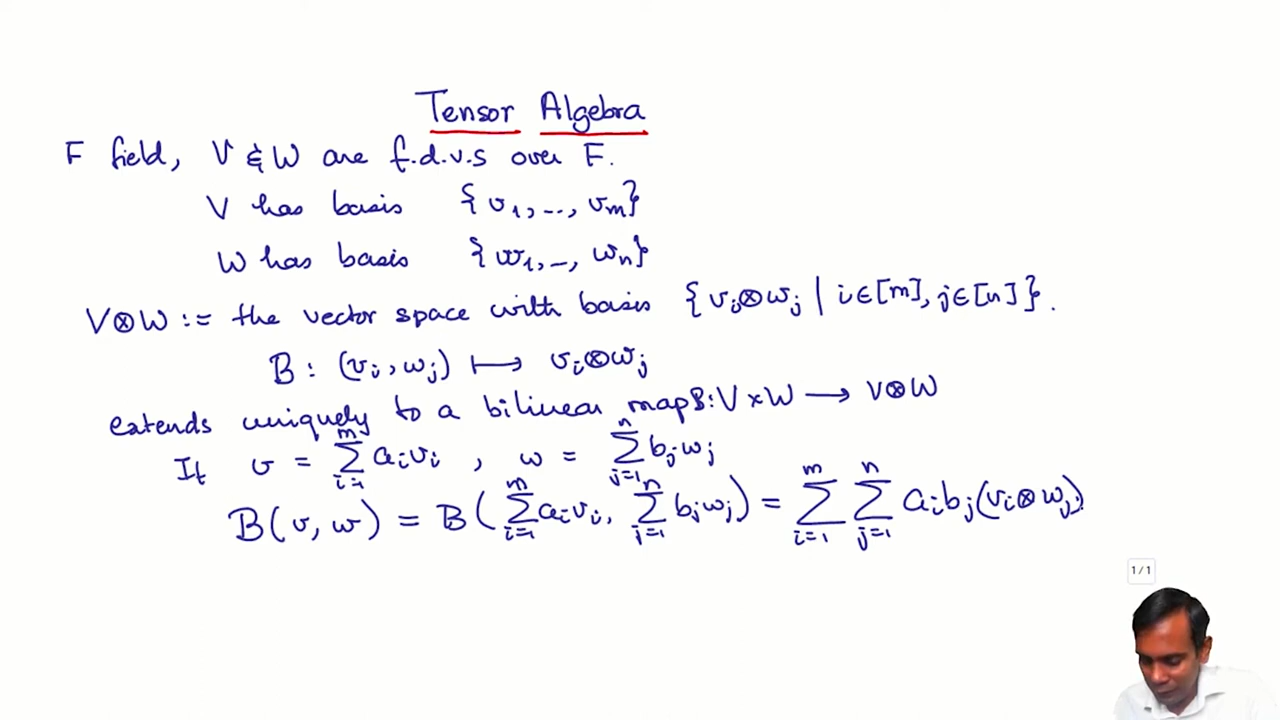 Tensor Algebra
F field, V & W are f.d.v.s over F.
V has basis {v₁, ..., vₘ}
W has basis {w₁, _, wₙ}
V⊗W := the vector space with basis {vᵢ⊗wⱼ | i∈[m], j∈[n]}.
B : (vᵢ, wⱼ) ⟼ vᵢ⊗wⱼ
extends uniquely to a bilinear map B: V×W ⟶ V⊗W
If v = ∑_{i=1}^{m} aᵢvᵢ , w = ∑_{j=1}^{n} bⱼwⱼ
B(v, w) = B(∑_{i=1}^{m} aᵢvᵢ, ∑_{j=1}^{n} bⱼwⱼ) = ∑_{i=1}^{m} ∑_{j=1}^{n} aᵢbⱼ(vᵢ⊗wⱼ).
1/1